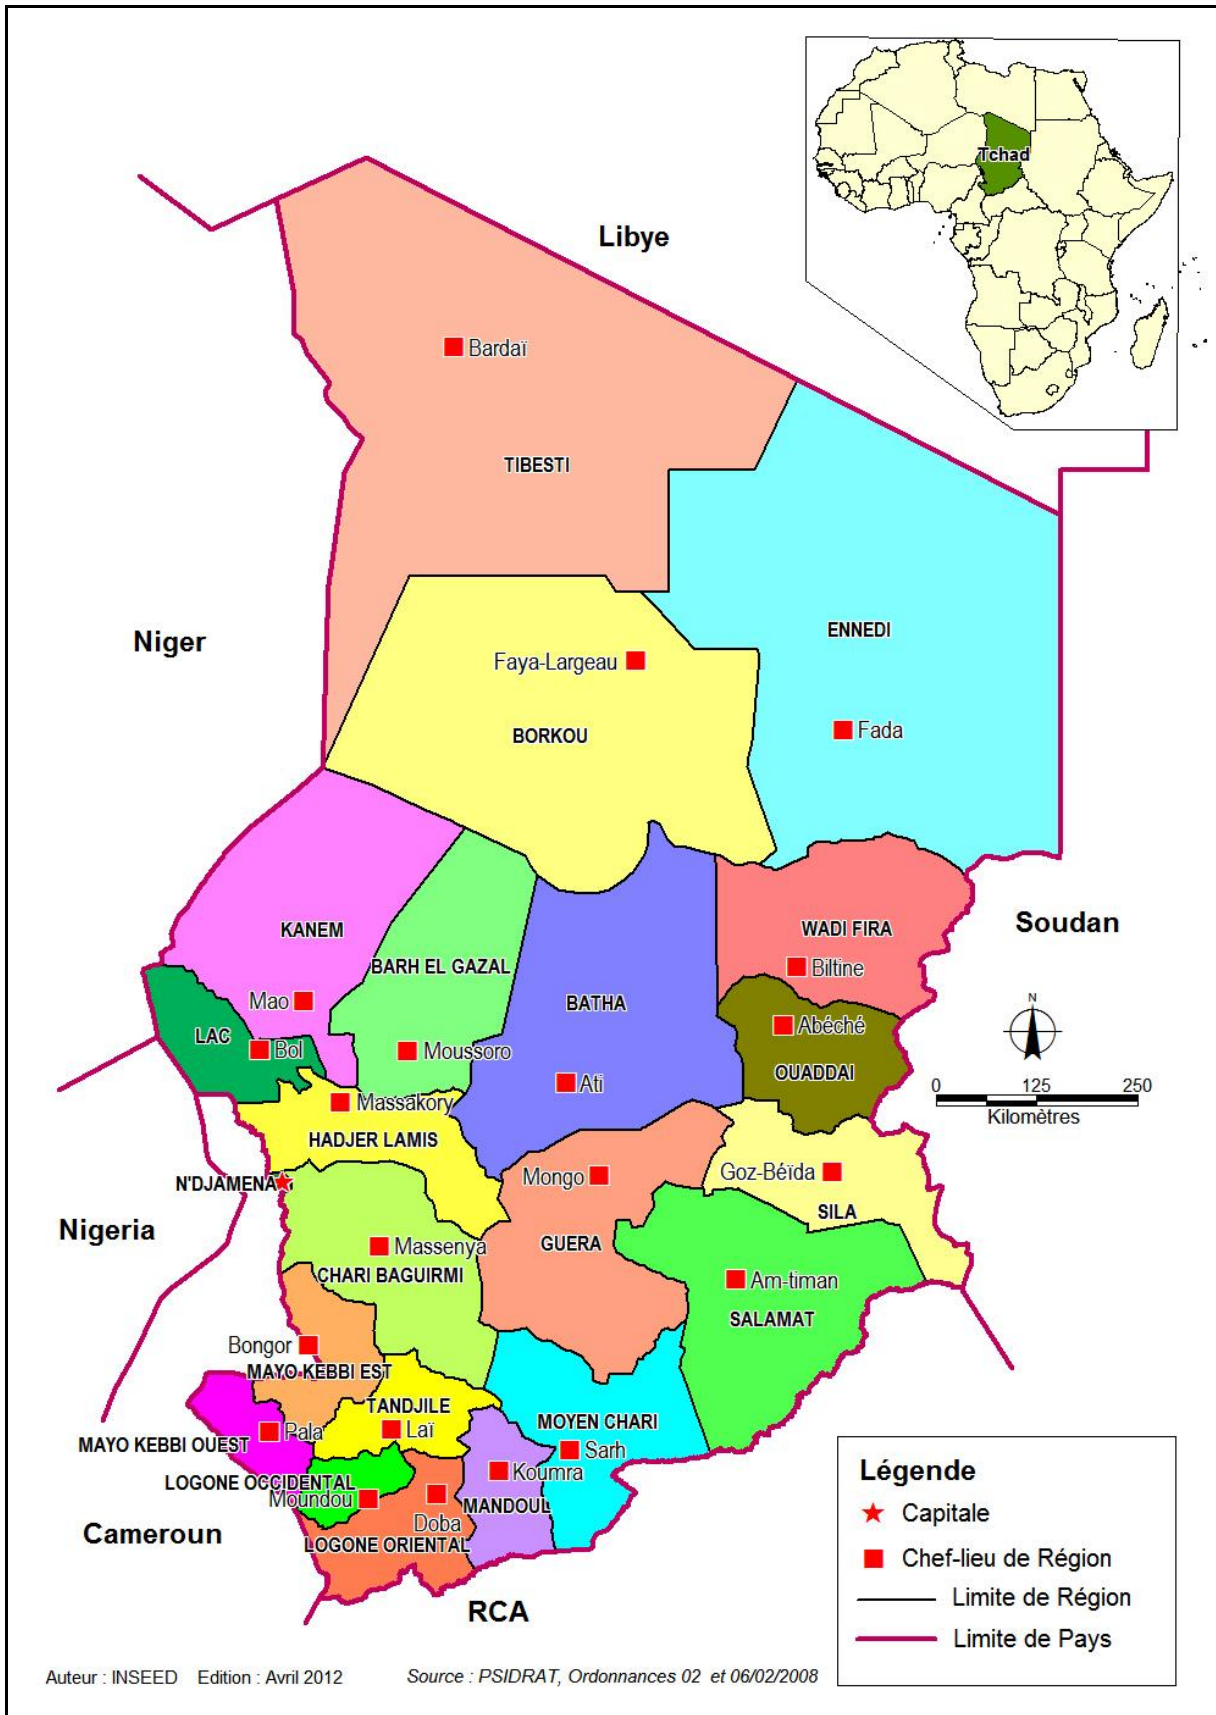 Tchad
Libye
Bardaï
TIBESTI
Niger
ENNEDI
Faya-Largeau
Fada
BORKOU
KANEM
WADI FIRA
Soudan
BARH EL GAZAL
Biltine
Mao
BATHA
N
LAC
Abéché
Bol
Moussoro
OUADDAI
Ati
0 125 250
Kilomètres
Massakory
HADJER LAMIS
N'DJAMENA
Mongo
Goz-Béïda
SILA
Nigeria
GUERA
Massenya
CHARI BAGUIRMI
Am-timan
SALAMAT
Bongor
MAYO KEBBI EST
TANDJILE
MOYEN CHARI
Pala
Laï
MAYO KEBBI OUEST
Sarh
Koumra
LOGONE OCCIDENTAL
Moundou
MANDOUL
Doba
Cameroun
LOGONE ORIENTAL
RCA
Légende
Capitale
Chef-lieu de Région
Limite de Région
Limite de Pays
Auteur : INSEED Edition : Avril 2012 Source : PSIDRAT, Ordonnances 02 et 06/02/2008